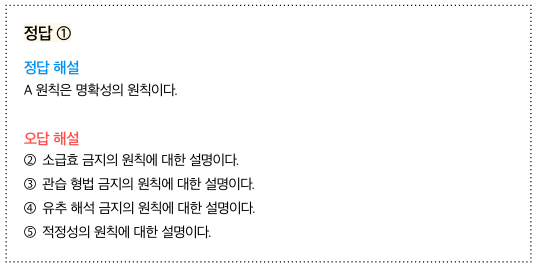 정답 ①
정답 해설
A 원칙은 명확성의 원칙이다.
오답 해설
② 소급효 금지의 원칙에 대한 설명이다.
③ 관습 형법 금지의 원칙에 대한 설명이다.
④ 유추 해석 금지의 원칙에 대한 설명이다.
⑤ 적정성의 원칙에 대한 설명이다.